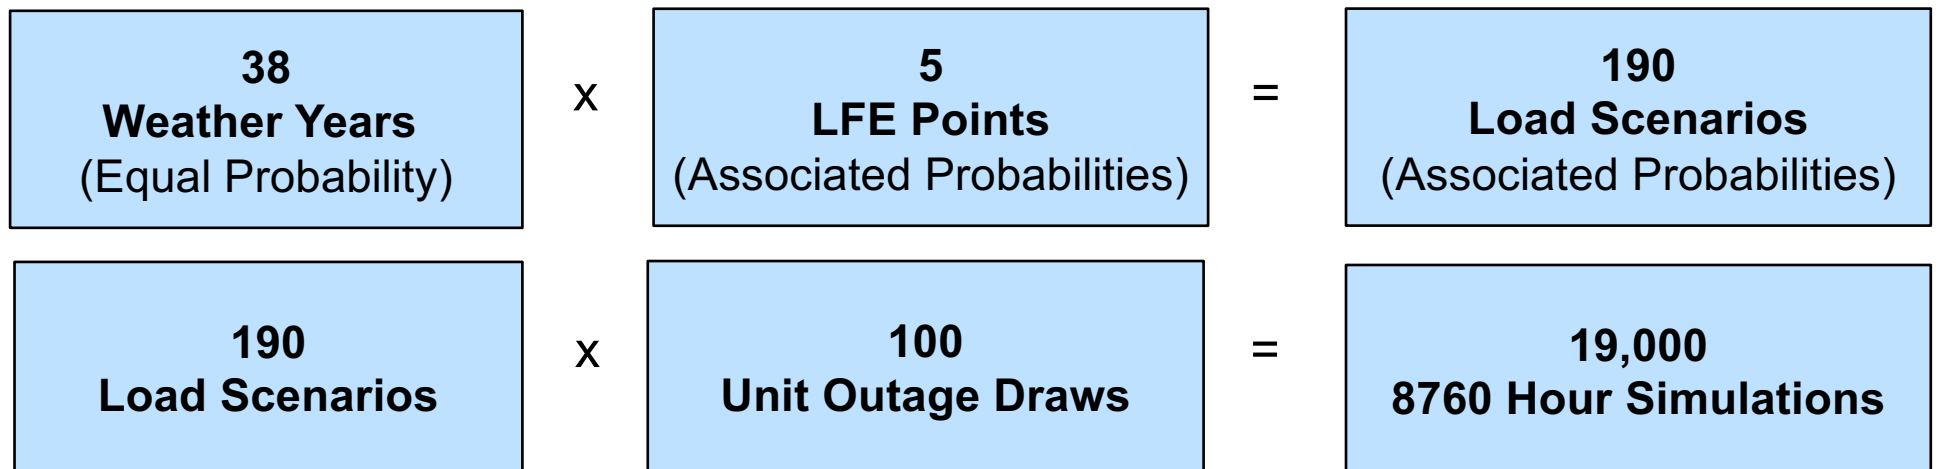 38
Weather Years
(Equal Probability)
x
5
LFE Points
(Associated Probabilities)
=
190
Load Scenarios
(Associated Probabilities)
190
Load Scenarios
x
100
Unit Outage Draws
=
19,000
8760 Hour Simulations